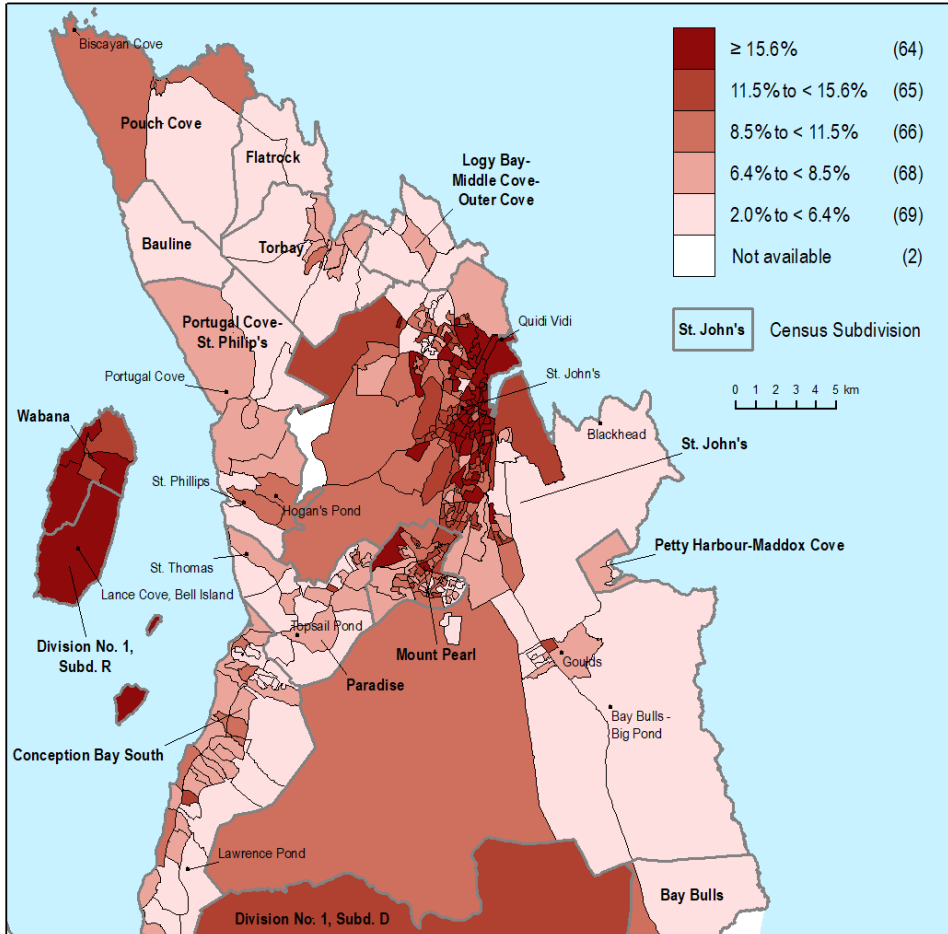 Biscayan Cove
Pouch Cove
Flatrock
Logy Bay-
Middle Cove-
Outer Cove
Bauline
Torbay
Portugal Cove-
St. Philip's
Portugal Cove
Quidi Vidi
St. John's
Wabana
Blackhead
St. John's
St. Phillips
Hogan's Pond
St. Thomas
Petty Harbour-Maddox Cove
Lance Cove, Bell Island
Division No. 1,
Subd. R
Topsail Pond
Mount Pearl
Paradise
Goulds
Conception Bay South
Bay Bulls -
Big Pond
Lawrence Pond
Bay Bulls
Division No. 1, Subd. D
≥ 15.6% (64)
11.5% to < 15.6% (65)
8.5% to < 11.5% (66)
6.4% to < 8.5% (68)
2.0% to < 6.4% (69)
Not available (2)
St. John's Census Subdivision
0 1 2 3 4 5 km